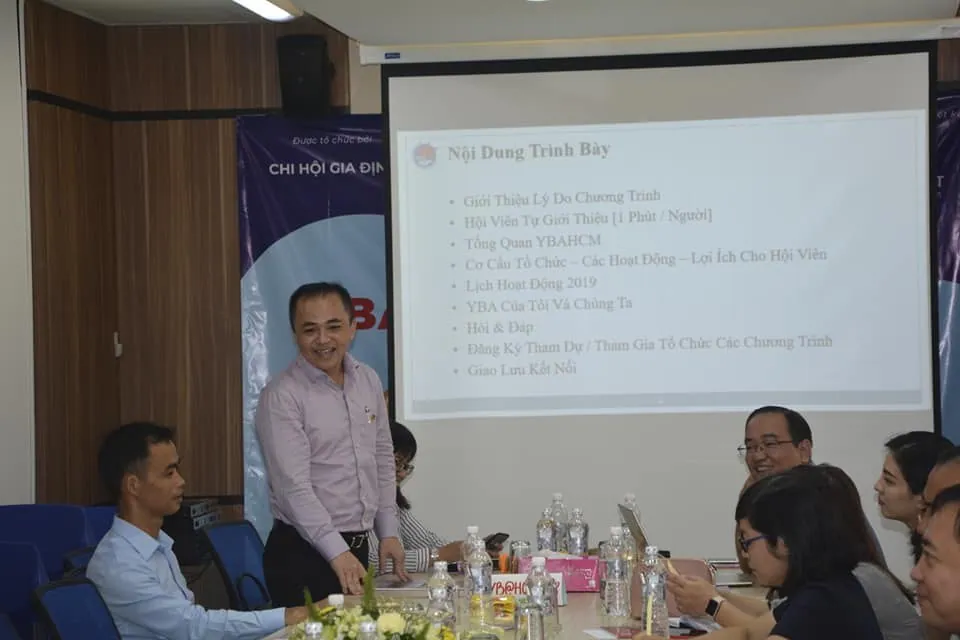 Được tổ chức bởi
CHI HỘI GIA ĐỊN
Nội Dung Trình Bày
• Giới Thiệu Lý Do Chương Trình
• Hội Viên Tự Giới Thiệu [1 Phút / Người]
• Tổng Quan YBAHCM
• Cơ Cấu Tổ Chức – Các Hoạt Động – Lợi Ích Cho Hội Viên
• Lịch Hoạt Động 2019
• YBA Của Tôi Và Chúng Ta
• Hỏi & Đáp
• Đăng Ký Tham Dự / Tham Gia Tổ Chức Các Chương Trình
• Giao Lưu Kết Nối
BA